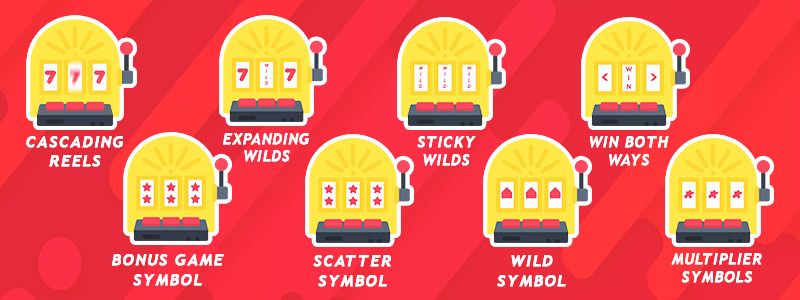 7 7 7
7 WILD 7
WILD WILD WILD
< WIN >
CASCADING
REELS
EXPANDING
WILDS
STICKY
WILDS
WIN BOTH
WAYS
BONUS GAME
SYMBOL
SCATTER
SYMBOL
WILD
SYMBOL
MULTIPLIER
SYMBOLS